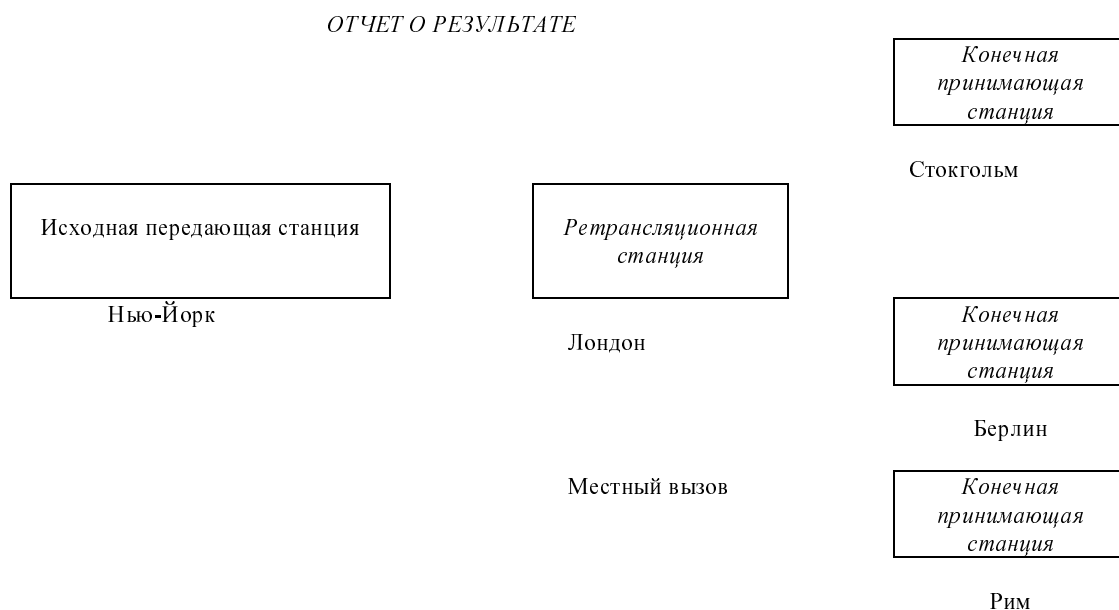 ОТЧЕТ О РЕЗУЛЬТАТЕ
Конечная
принимающая
станция
Стокгольм
Исходная передающая станция
Нью-Йорк
Ретрансляционная
станция
Лондон
Конечная
принимающая
станция
Берлин
Местный вызов
Конечная
принимающая
станция
Рим